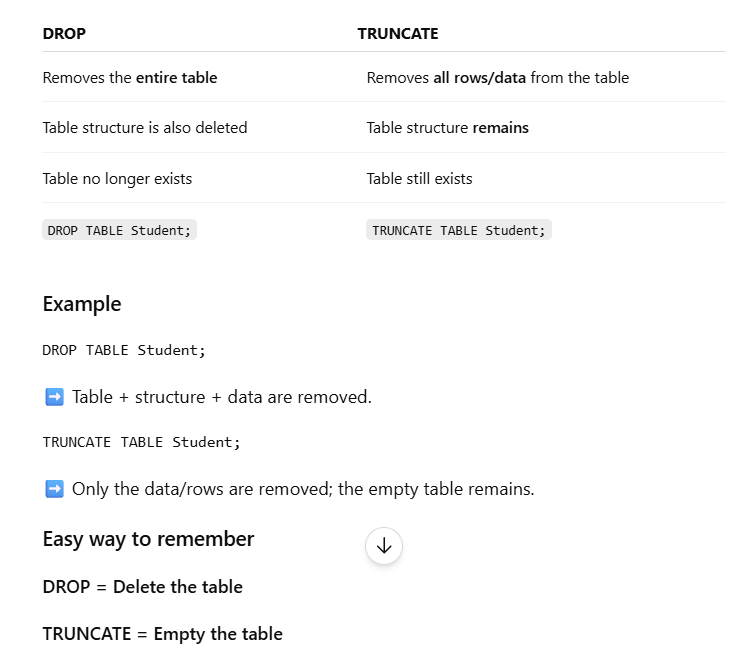 DROP TRUNCATE
Removes the entire table Removes all rows/data from the table
Table structure is also deleted Table structure remains
Table no longer exists Table still exists
DROP TABLE Student; TRUNCATE TABLE Student;
Example
DROP TABLE Student;
➡️ Table + structure + data are removed.
TRUNCATE TABLE Student;
➡️ Only the data/rows are removed; the empty table remains.
Easy way to remember
DROP = Delete the table
TRUNCATE = Empty the table